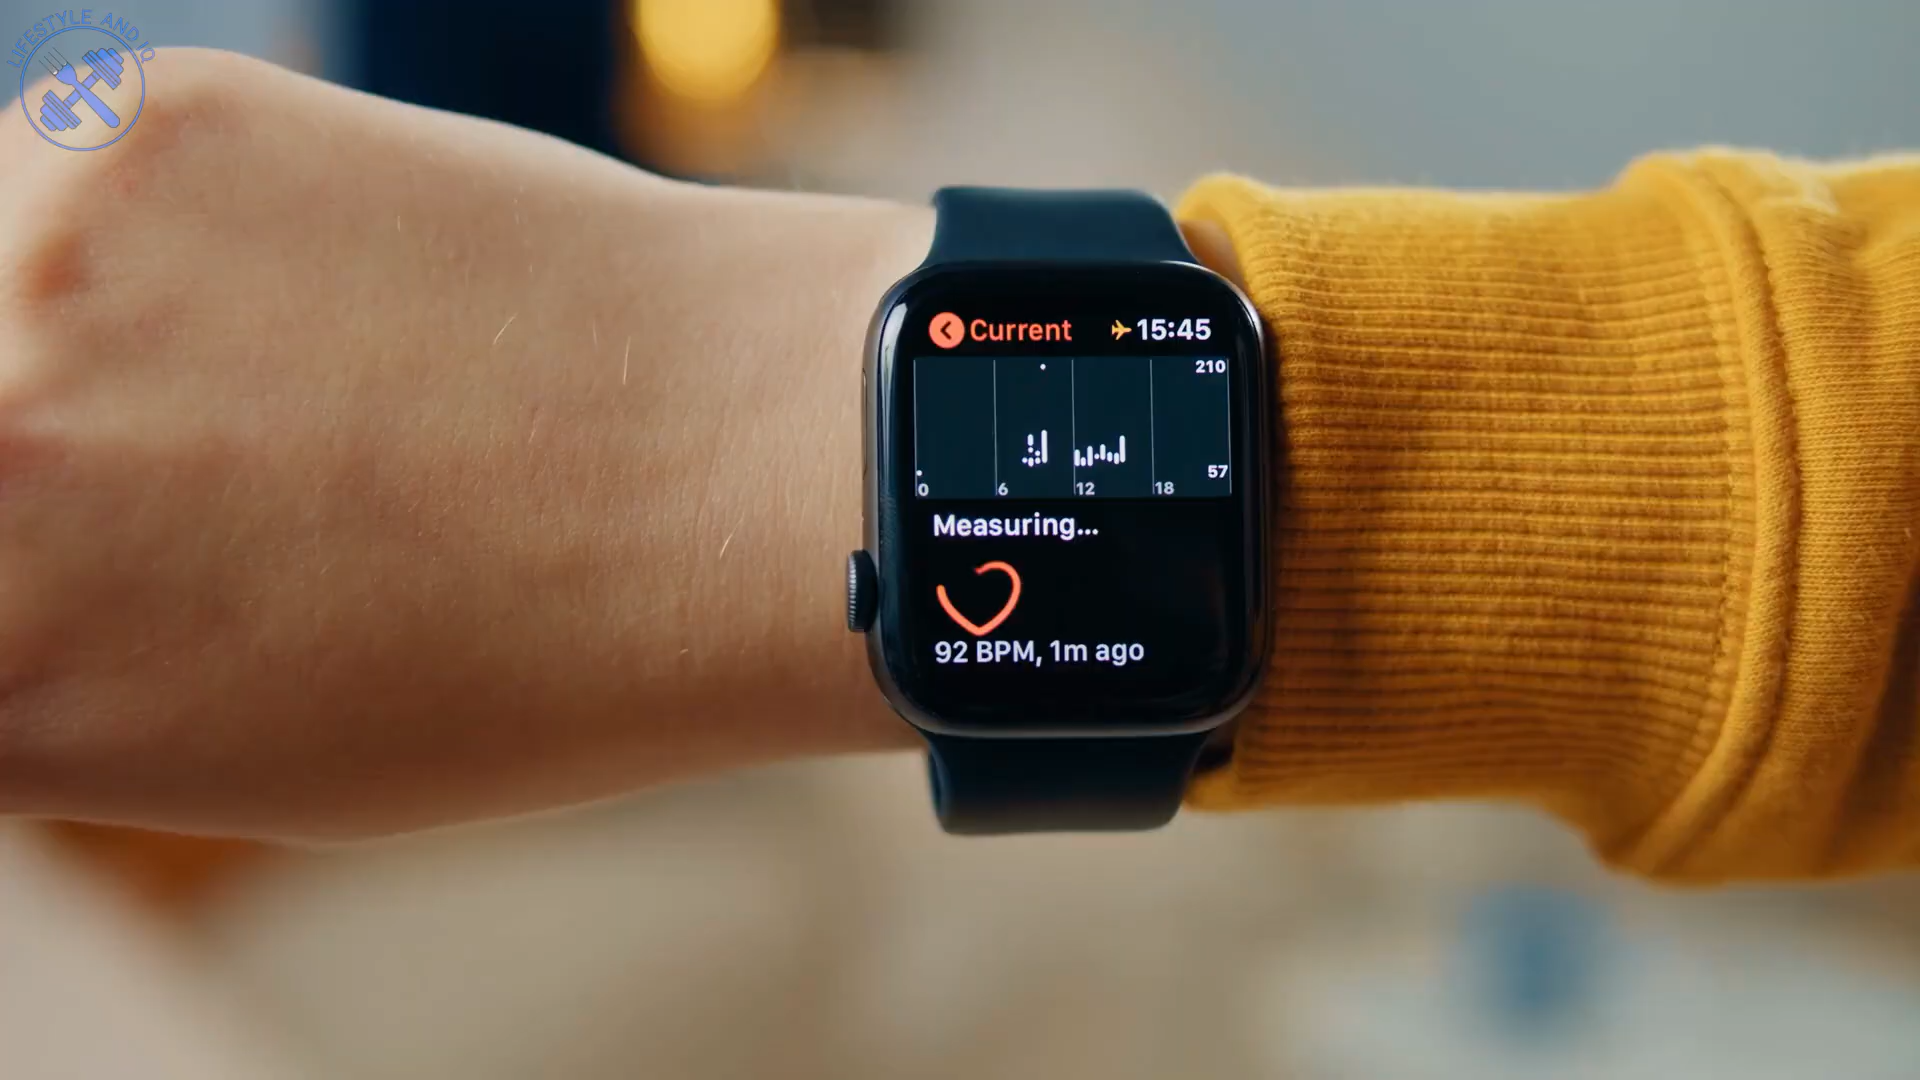 LIFESTYLE AND IQ
Current 15:45
210
57
0 6 12 18
Measuring...
92 BPM, 1m ago